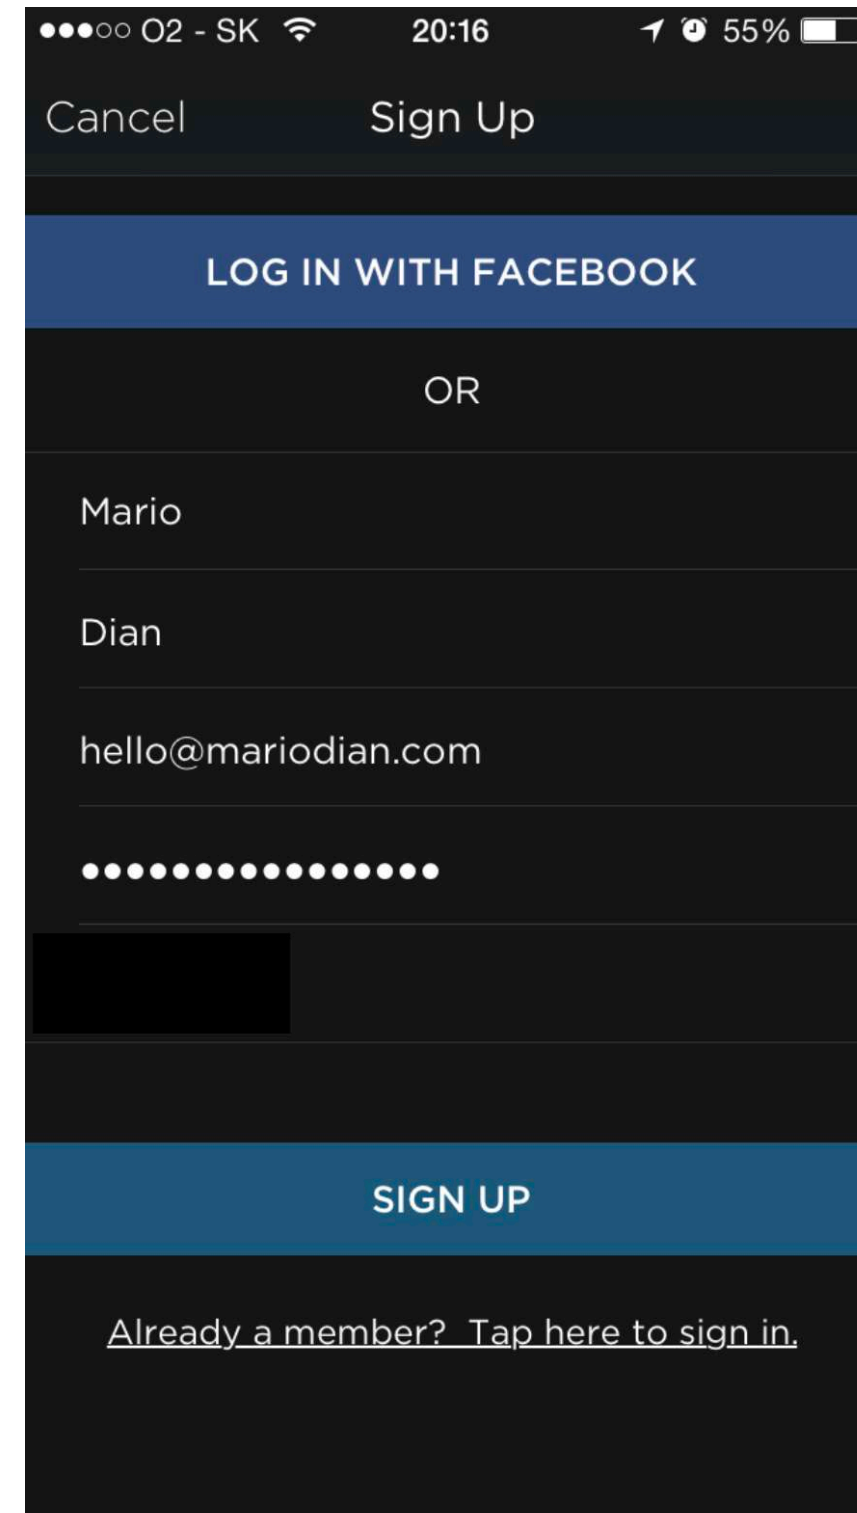 ●●●○○ O2 - SK 20:16 55%
Cancel Sign Up
LOG IN WITH FACEBOOK
OR
Mario
Dian
hello@mariodian.com
●●●●●●●●●●●●●●●●
SIGN UP
Already a member? Tap here to sign in.